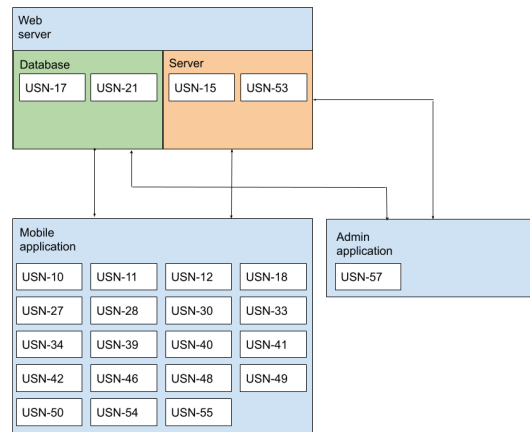 Web
server
Database
Server
USN-17 USN-21 USN-15 USN-53
Mobile
application
USN-10 USN-11 USN-12 USN-18
USN-27 USN-28 USN-30 USN-33
USN-34 USN-39 USN-40 USN-41
USN-42 USN-46 USN-48 USN-49
USN-50 USN-54 USN-55
Admin
application
USN-57